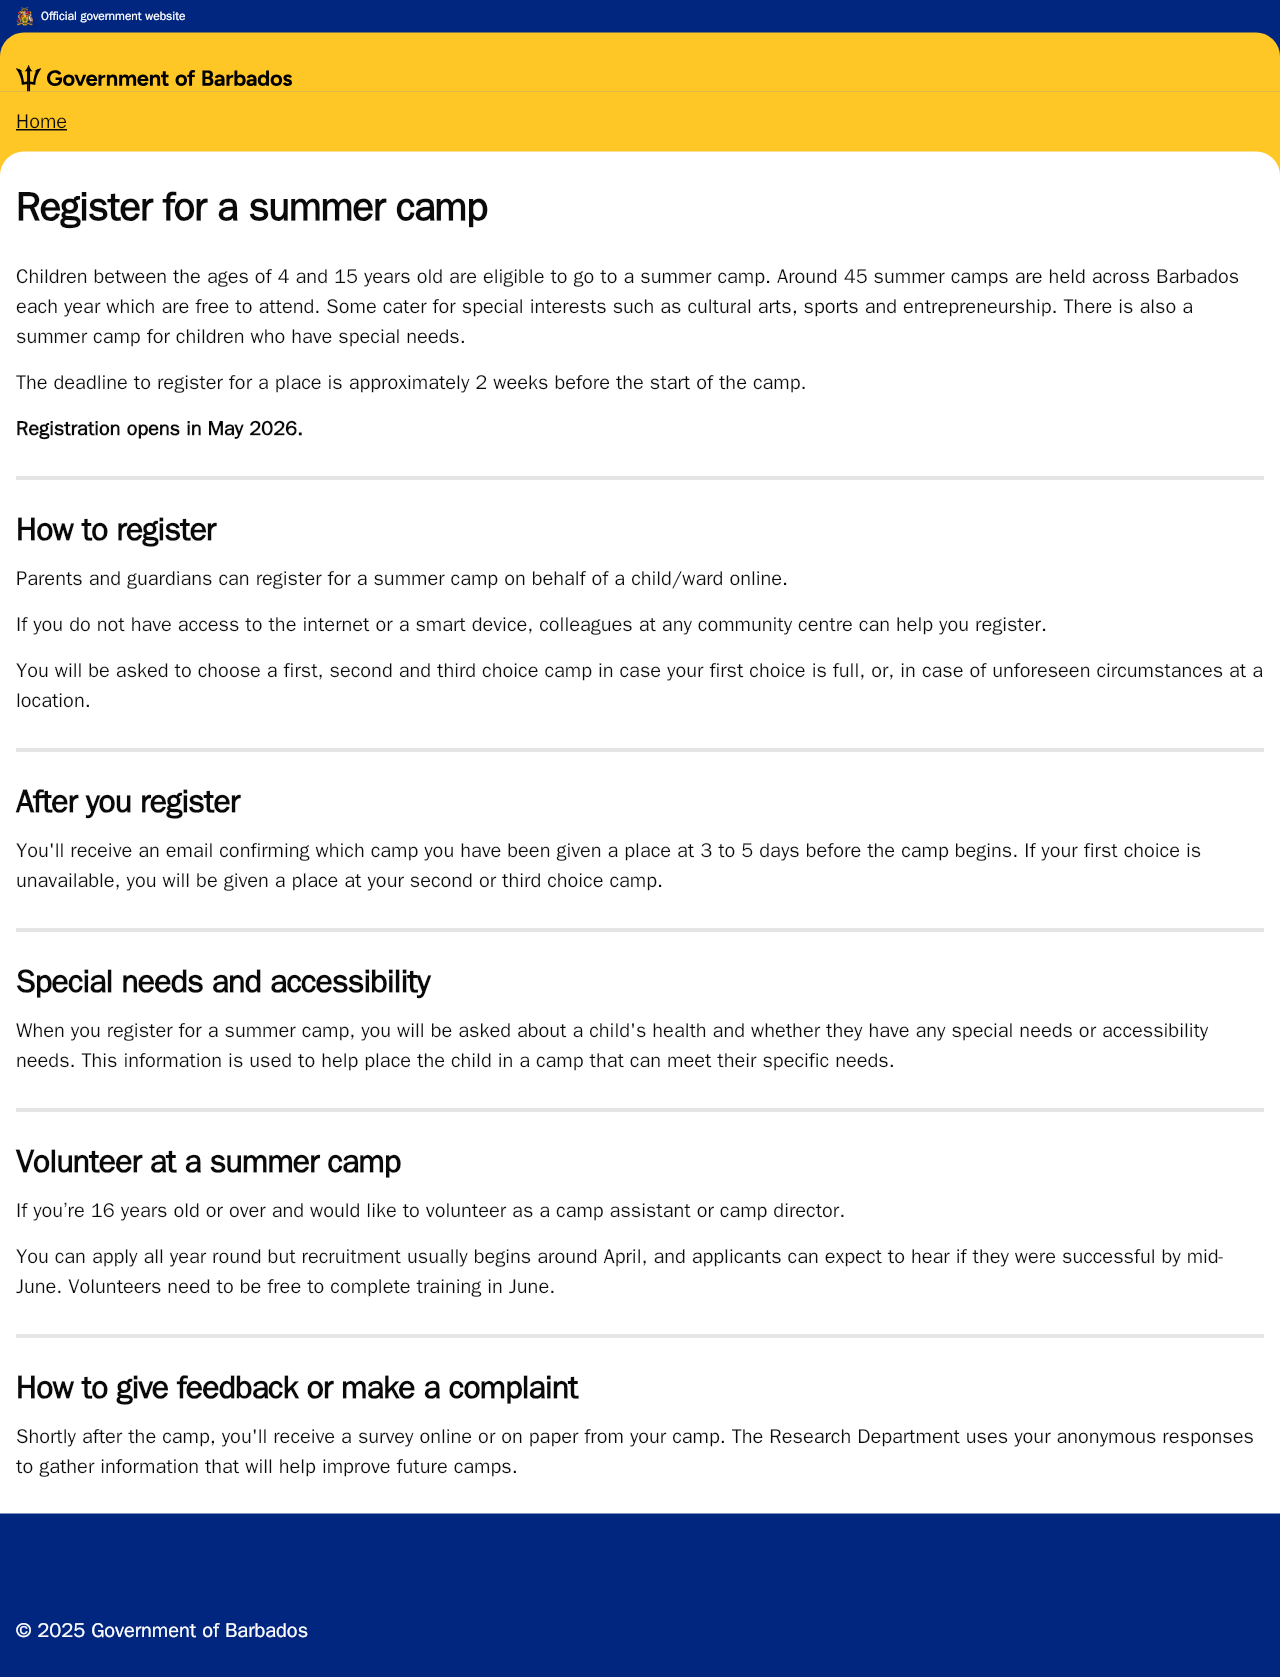 Official government website
Government of Barbados
Home
Register for a summer camp
Children between the ages of 4 and 15 years old are eligible to go to a summer camp. Around 45 summer camps are held across Barbados
each year which are free to attend. Some cater for special interests such as cultural arts, sports and entrepreneurship. There is also a
summer camp for children who have special needs.
The deadline to register for a place is approximately 2 weeks before the start of the camp.
Registration opens in May 2026.
How to register
Parents and guardians can register for a summer camp on behalf of a child/ward online.
If you do not have access to the internet or a smart device, colleagues at any community centre can help you register.
You will be asked to choose a first, second and third choice camp in case your first choice is full, or, in case of unforeseen circumstances at a
location.
After you register
You'll receive an email confirming which camp you have been given a place at 3 to 5 days before the camp begins. If your first choice is
unavailable, you will be given a place at your second or third choice camp.
Special needs and accessibility
When you register for a summer camp, you will be asked about a child's health and whether they have any special needs or accessibility
needs. This information is used to help place the child in a camp that can meet their specific needs.
Volunteer at a summer camp
If you’re 16 years old or over and would like to volunteer as a camp assistant or camp director.
You can apply all year round but recruitment usually begins around April, and applicants can expect to hear if they were successful by mid-
June. Volunteers need to be free to complete training in June.
How to give feedback or make a complaint
Shortly after the camp, you'll receive a survey online or on paper from your camp. The Research Department uses your anonymous responses
to gather information that will help improve future camps.
© 2025 Government of Barbados